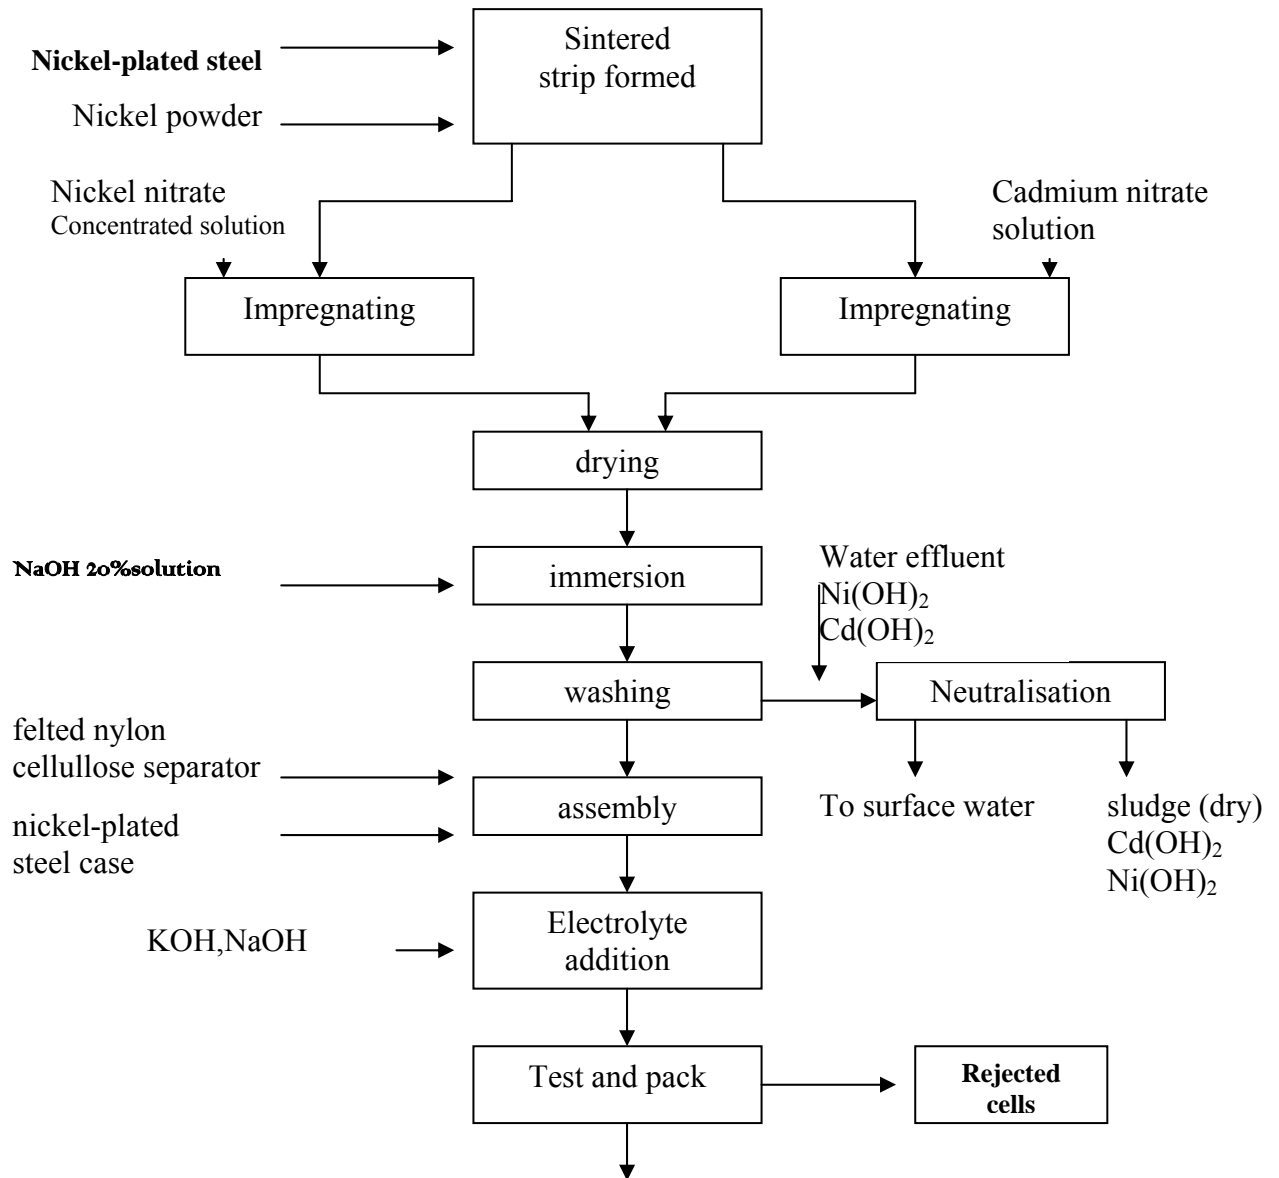 Sintered
strip formed
Nickel-plated steel
Nickel powder
Nickel nitrate
Concentrated solution
Cadmium nitrate
solution
Impregnating
Impregnating
drying
NaOH 20%solution
immersion
Water effluent
Ni(OH)₂
Cd(OH)₂
washing
Neutralisation
felted nylon
cellullose separator
assembly
nickel-plated
steel case
To surface water
sludge (dry)
Cd(OH)₂
Ni(OH)₂
KOH,NaOH
Electrolyte
addition
Test and pack
Rejected
cells